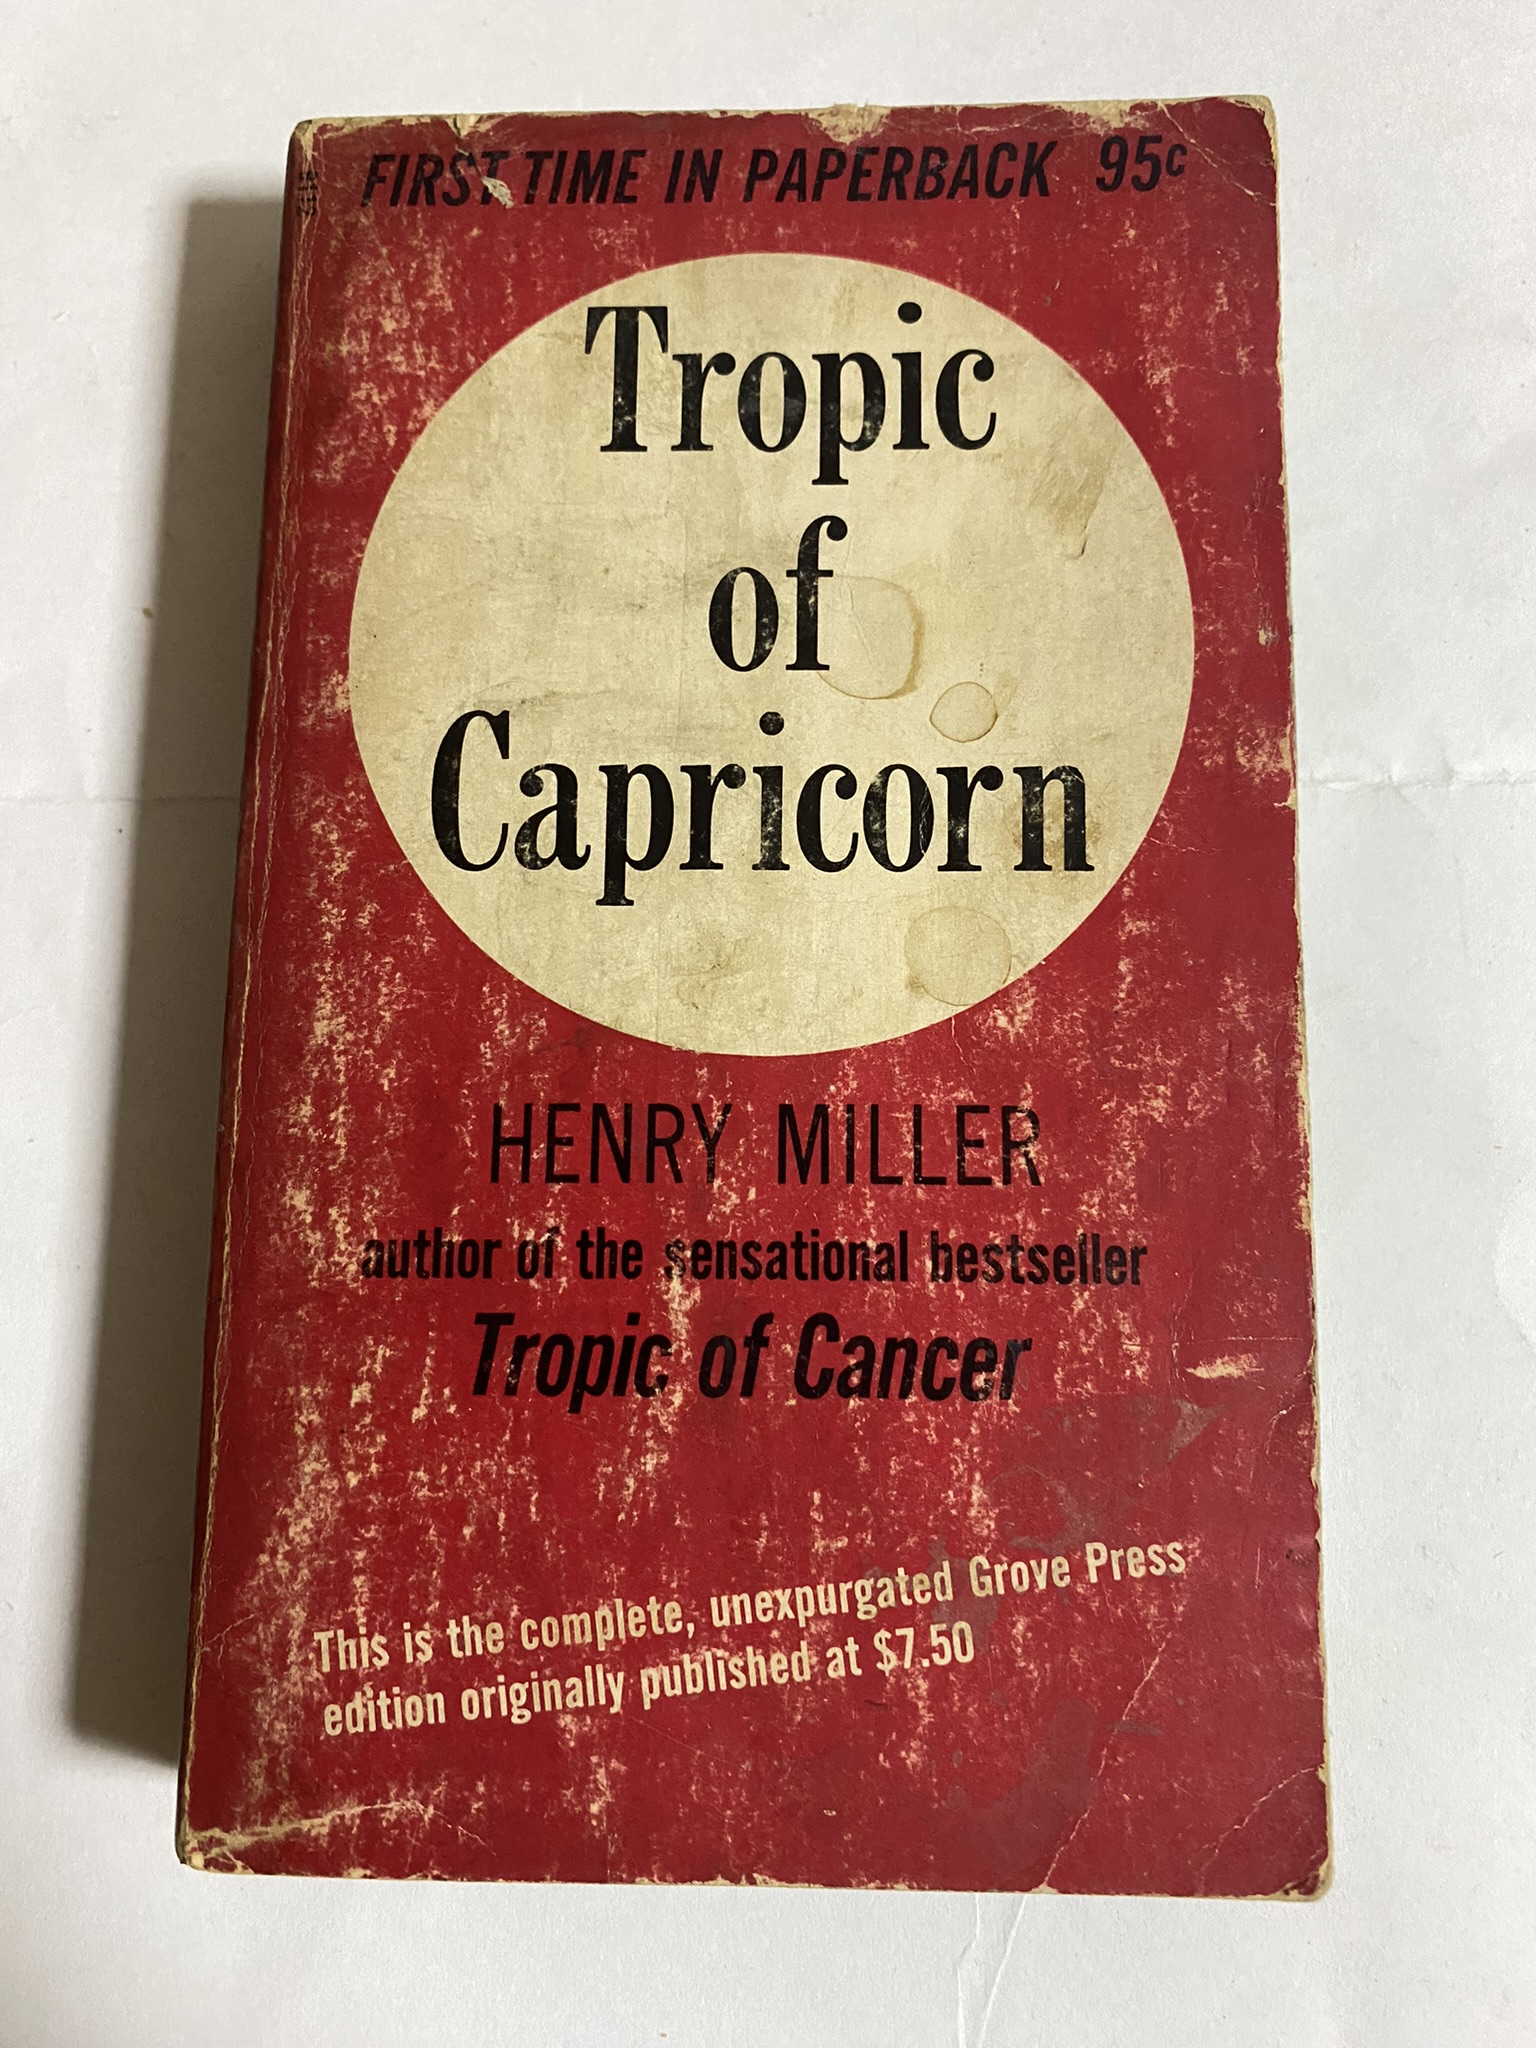 FIRST TIME IN PAPERBACK 95c
Tropic
of
Capricorn
HENRY MILLER
author of the sensational bestseller
Tropic of Cancer
This is the complete, unexpurgated Grove Press
edition originally published at $7.50